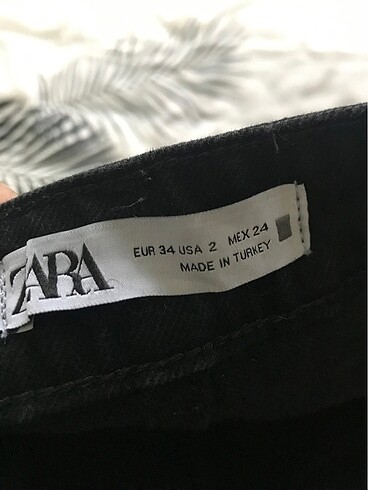 ZARA
EUR 34 USA 2 MEX 24
MADE IN TURKEY